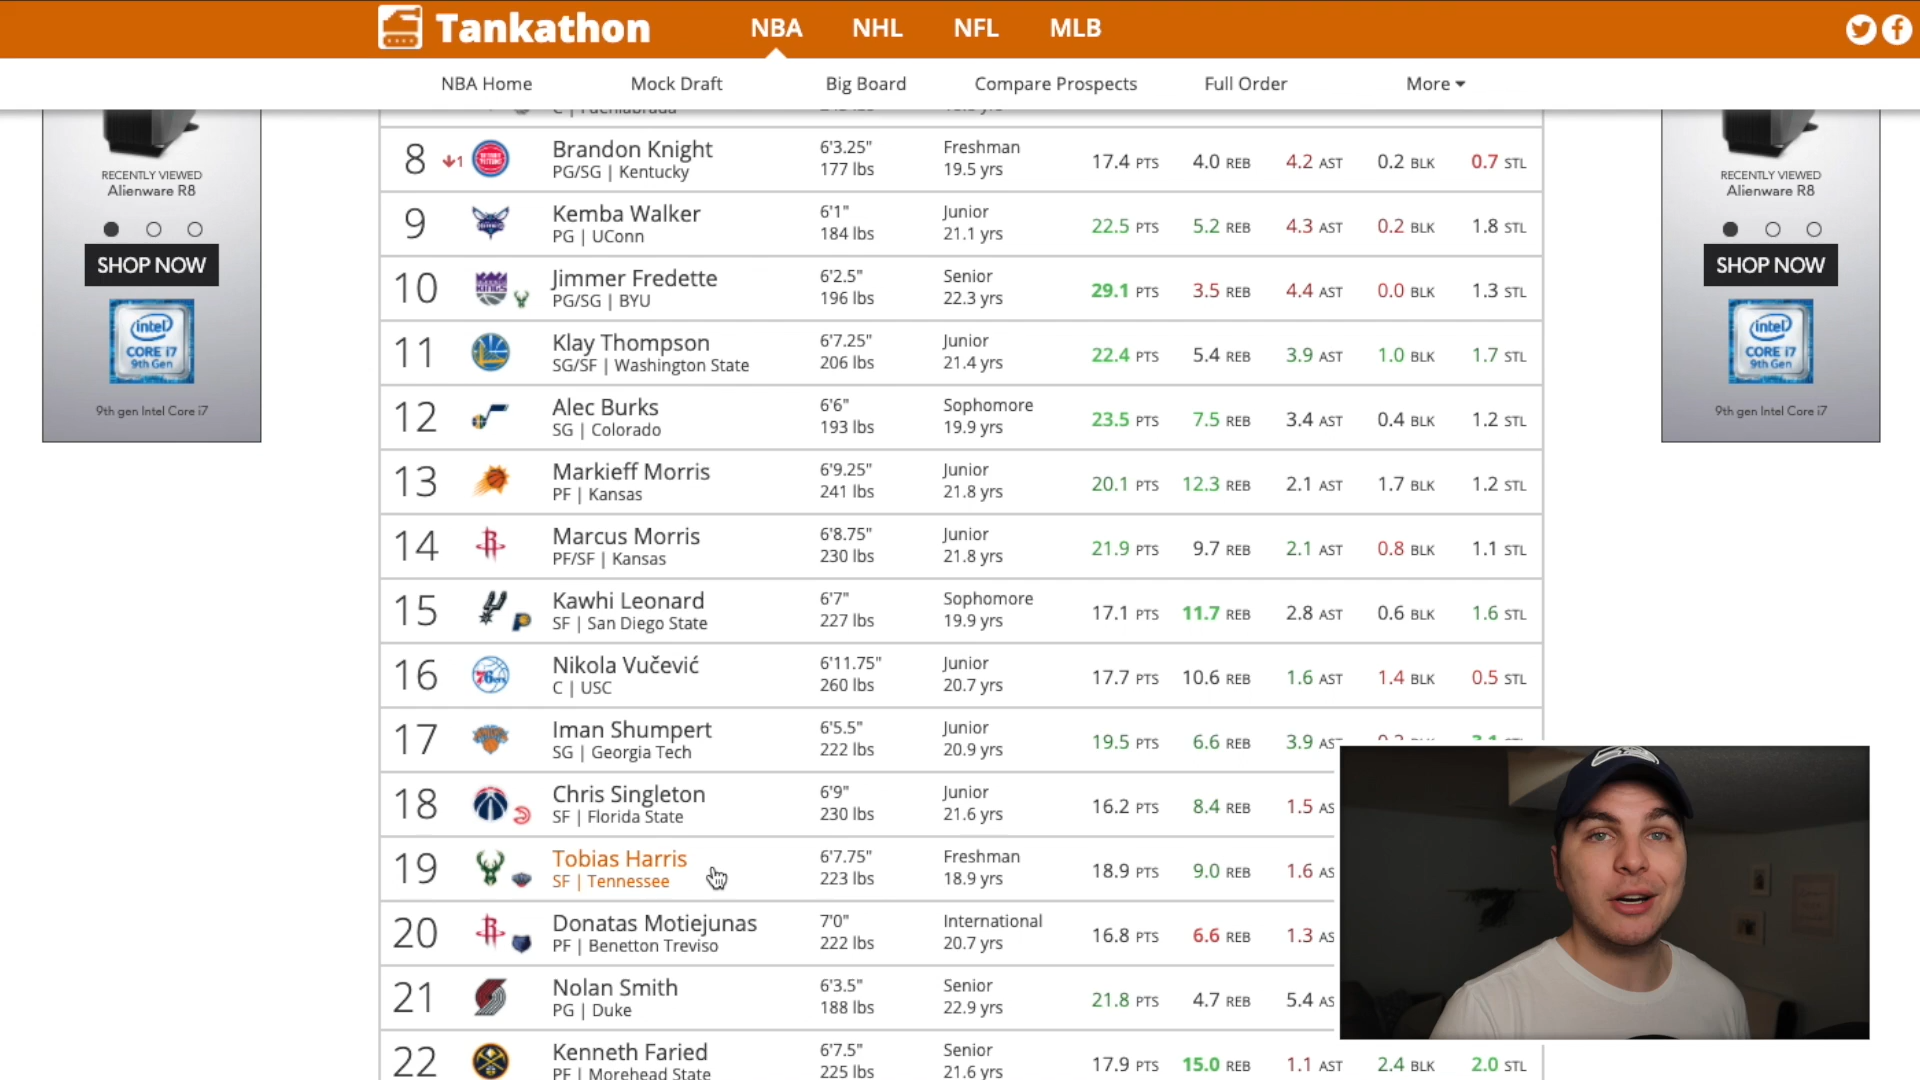 Tankathon NBA NHL NFL MLB
NBA Home Mock Draft Big Board Compare Prospects Full Order More
RECENTLY VIEWED
Alienware R8
SHOP NOW
intel
CORE i7
9th Gen
9th gen Intel Core i7
8 1 Brandon Knight 6'3.25" Freshman 17.4 PTS 4.0 REB 4.2 AST 0.2 BLK 0.7 STL
PG/SG | Kentucky 177 lbs 19.5 yrs
9 Kemba Walker 6'1" Junior 22.5 PTS 5.2 REB 4.3 AST 0.2 BLK 1.8 STL
PG | UConn 184 lbs 21.1 yrs
10 Jimmer Fredette 6'2.5" Senior 29.1 PTS 3.5 REB 4.4 AST 0.0 BLK 1.3 STL
PG/SG | BYU 196 lbs 22.3 yrs
11 Klay Thompson 6'7.25" Junior 22.4 PTS 5.4 REB 3.9 AST 1.0 BLK 1.7 STL
SG/SF | Washington State 206 lbs 21.4 yrs
12 Alec Burks 6'6" Sophomore 23.5 PTS 7.5 REB 3.4 AST 0.4 BLK 1.2 STL
SG | Colorado 193 lbs 19.9 yrs
13 Markieff Morris 6'9.25" Junior 20.1 PTS 12.3 REB 2.1 AST 1.7 BLK 1.2 STL
PF | Kansas 241 lbs 21.8 yrs
14 Marcus Morris 6'8.75" Junior 21.9 PTS 9.7 REB 2.1 AST 0.8 BLK 1.1 STL
PF/SF | Kansas 230 lbs 21.8 yrs
15 Kawhi Leonard 6'7" Sophomore 17.1 PTS 11.7 REB 2.8 AST 0.6 BLK 1.6 STL
SF | San Diego State 227 lbs 19.9 yrs
16 Nikola Vučević 6'11.75" Junior 17.7 PTS 10.6 REB 1.6 AST 1.4 BLK 0.5 STL
C | USC 260 lbs 20.7 yrs
17 Iman Shumpert 6'5.5" Junior 19.5 PTS 6.6 REB 3.9 AS
SG | Georgia Tech 222 lbs 20.9 yrs
18 Chris Singleton 6'9" Junior 16.2 PTS 8.4 REB 1.5 AS
SF | Florida State 230 lbs 21.6 yrs
19 Tobias Harris 6'7.75" Freshman 18.9 PTS 9.0 REB 1.6 AS
SF | Tennessee 223 lbs 18.9 yrs
20 Donatas Motiejunas 7'0" International 16.8 PTS 6.6 REB 1.3 AS
PF | Benetton Treviso 222 lbs 20.7 yrs
21 Nolan Smith 6'3.5" Senior 21.8 PTS 4.7 REB 5.4 AS
PG | Duke 188 lbs 22.9 yrs
22 Kenneth Faried 6'7.5" Senior 17.9 PTS 15.0 REB 1.1 AST 2.4 BLK 2.0 STL
PF | Morehead State 225 lbs 21.6 yrs
RECENTLY VIEWED
Alienware R8
SHOP NOW
intel
CORE i7
9th Gen
9th gen Intel Core i7